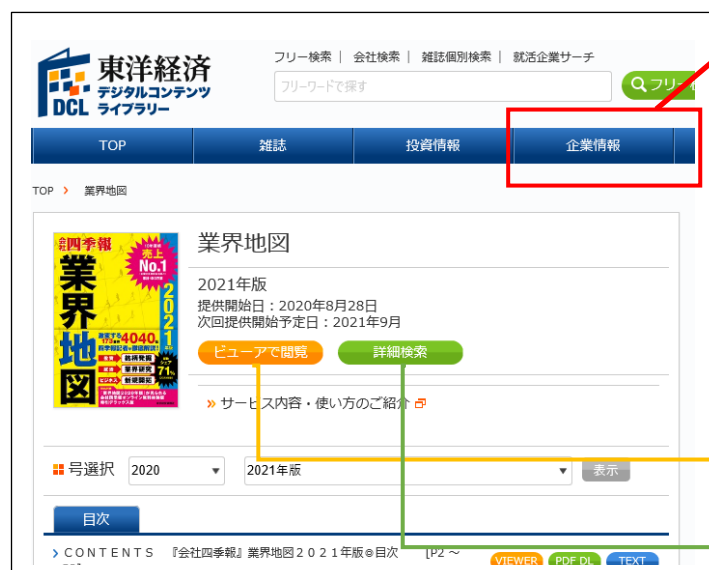 フリー検索｜ 会社検索｜ 雑誌個別検索｜ 就活企業サーチ
東洋経済
デジタルコンテンツ
DCL ライブラリー
フリーワードで探す
フリー
TOP 雑誌 投資情報 企業情報
TOP > 業界地図
会社四季報
業界地図
2021
売上
No.1
4040
71%
業界地図
2021年版
提供開始日：2020年8月28日
次回提供開始予定日：2021年9月
ビューアで閲覧 詳細検索
» サービス内容・使い方のご紹介
号選択 2020 ▼ 2021年版 ▼ 表示
目次
> ＣＯＮＴＥＮＴＳ 『会社四季報』業界地図２０２１年版◎目次 [P2 ～
VIEWER PDF DL TEXT